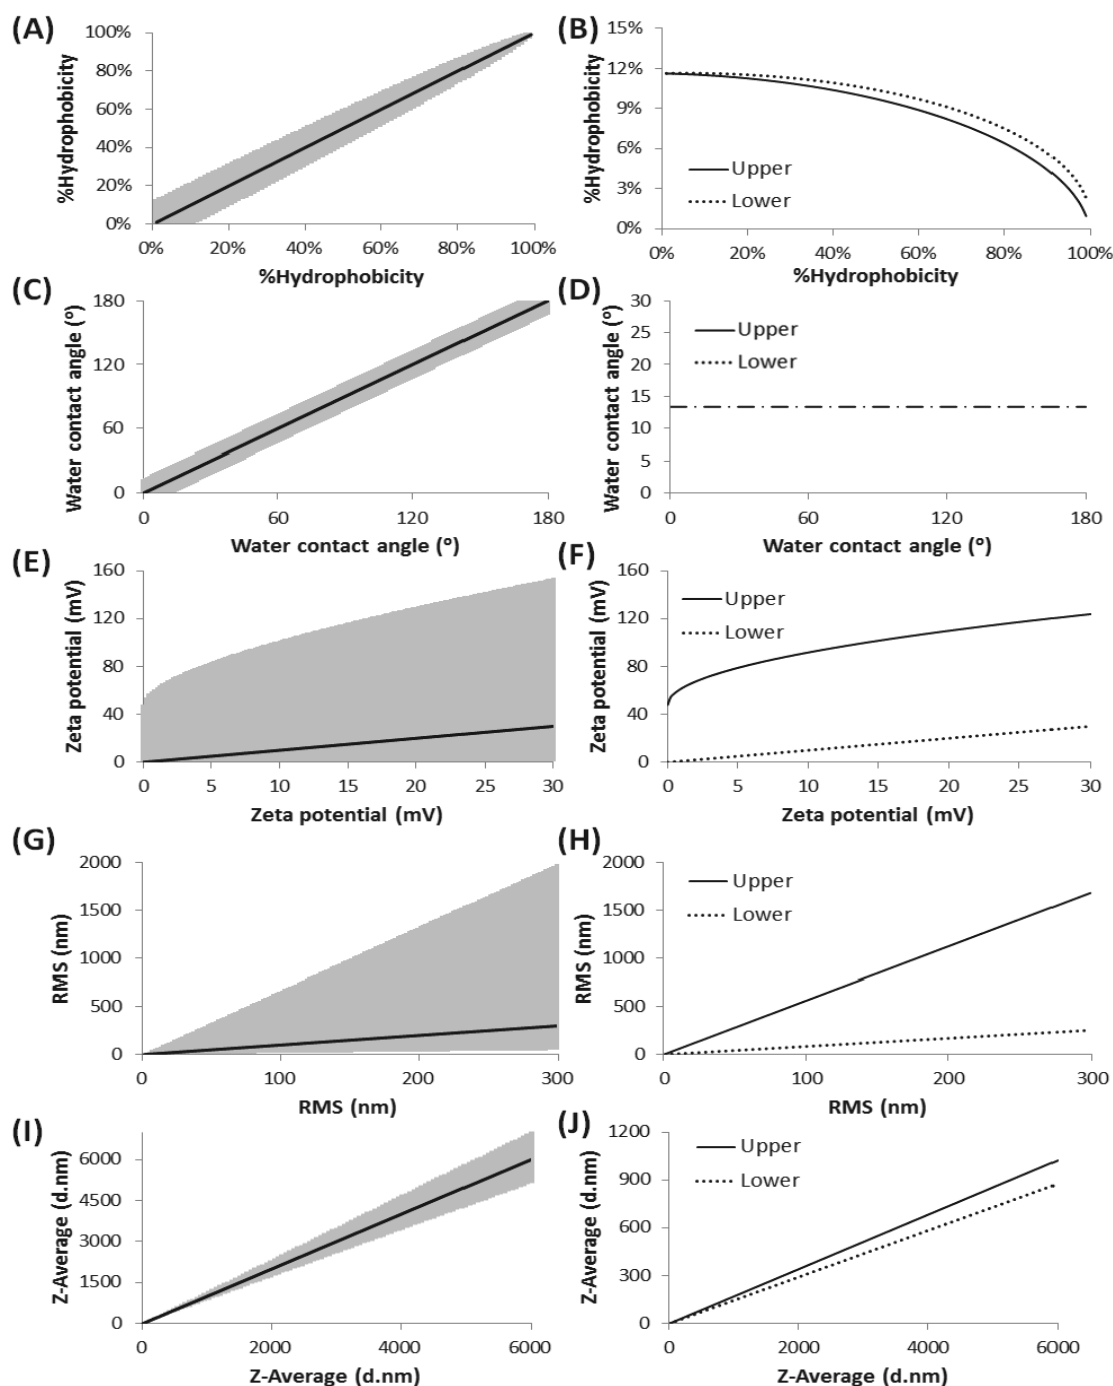 (A)
100%
80%
60%
40%
20%
0%
%Hydrophobicity
0% 20% 40% 60% 80% 100%
%Hydrophobicity
(B)
15%
12%
9%
6%
3%
0%
%Hydrophobicity
Upper
Lower
0% 20% 40% 60% 80% 100%
%Hydrophobicity
(C)
180
120
60
0
Water contact angle (°)
0 60 120 180
Water contact angle (°)
(D)
30
25
20
15
10
5
0
Water contact angle (°)
Upper
Lower
0 60 120 180
Water contact angle (°)
(E)
160
120
80
40
0
Zeta potential (mV)
0 5 10 15 20 25 30
Zeta potential (mV)
(F)
160
120
80
40
0
Zeta potential (mV)
Upper
Lower
0 5 10 15 20 25 30
Zeta potential (mV)
(G)
2000
1500
1000
500
0
RMS (nm)
0 100 200 300
RMS (nm)
(H)
2000
1500
1000
500
0
RMS (nm)
Upper
Lower
0 100 200 300
RMS (nm)
(I)
6000
4500
3000
1500
0
Z-Average (d.nm)
0 2000 4000 6000
Z-Average (d.nm)
(J)
1200
900
600
300
0
Z-Average (d.nm)
Upper
Lower
0 2000 4000 6000
Z-Average (d.nm)